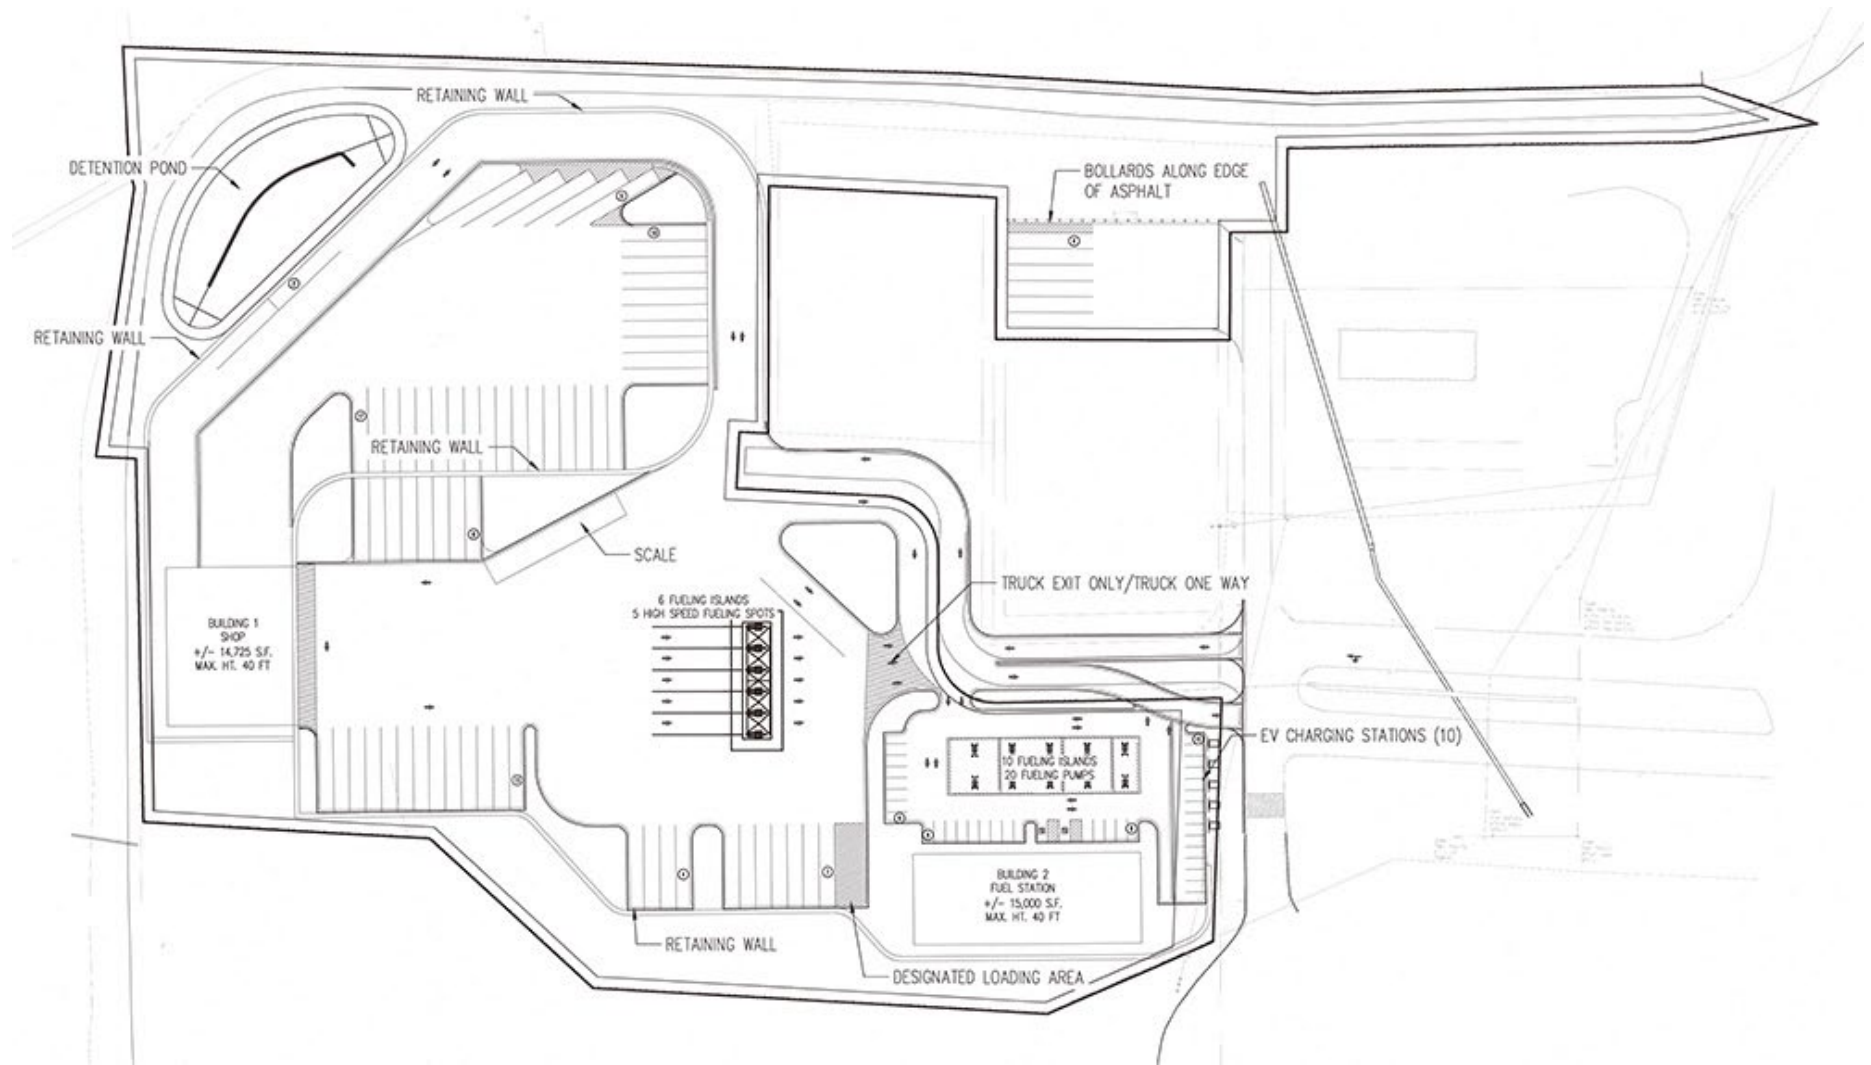 RETAINING WALL
DETENTION POND
BOLLARDS ALONG EDGE
OF ASPHALT
RETAINING WALL
RETAINING WALL
SCALE
TRUCK EXIT ONLY/TRUCK ONE WAY
6 FUELING ISLANDS
5 HIGH SPEED FUELING SPOTS
BUILDING 1
SHOP
+/- 14,725 S.F.
MAX. HT. 40 FT
EV CHARGING STATIONS (10)
10 FUELING ISLANDS
20 FUELING PUMPS
BUILDING 2
FUEL STATION
+/- 15,000 S.F.
MAX. HT. 40 FT
RETAINING WALL
DESIGNATED LOADING AREA